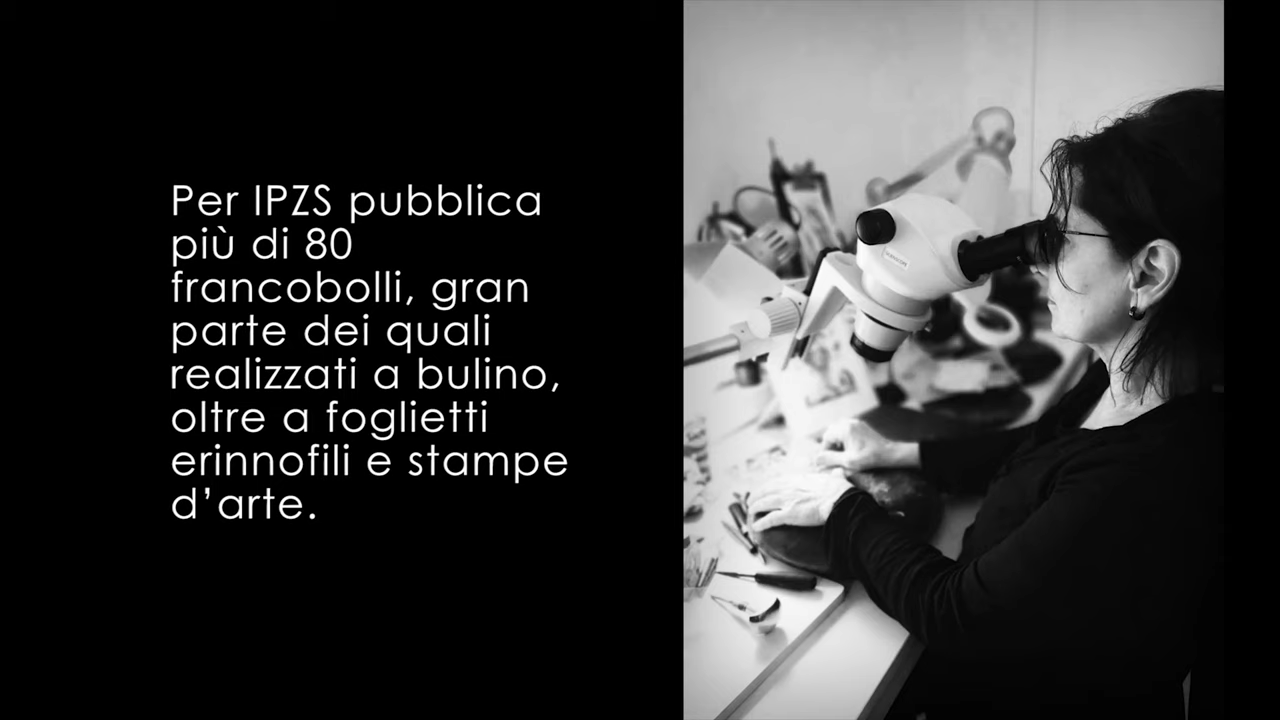 Per IPZS pubblica
più di 80
francobolli, gran
parte dei quali
realizzati a bulino,
oltre a foglietti
erinnofili e stampe
d’arte.